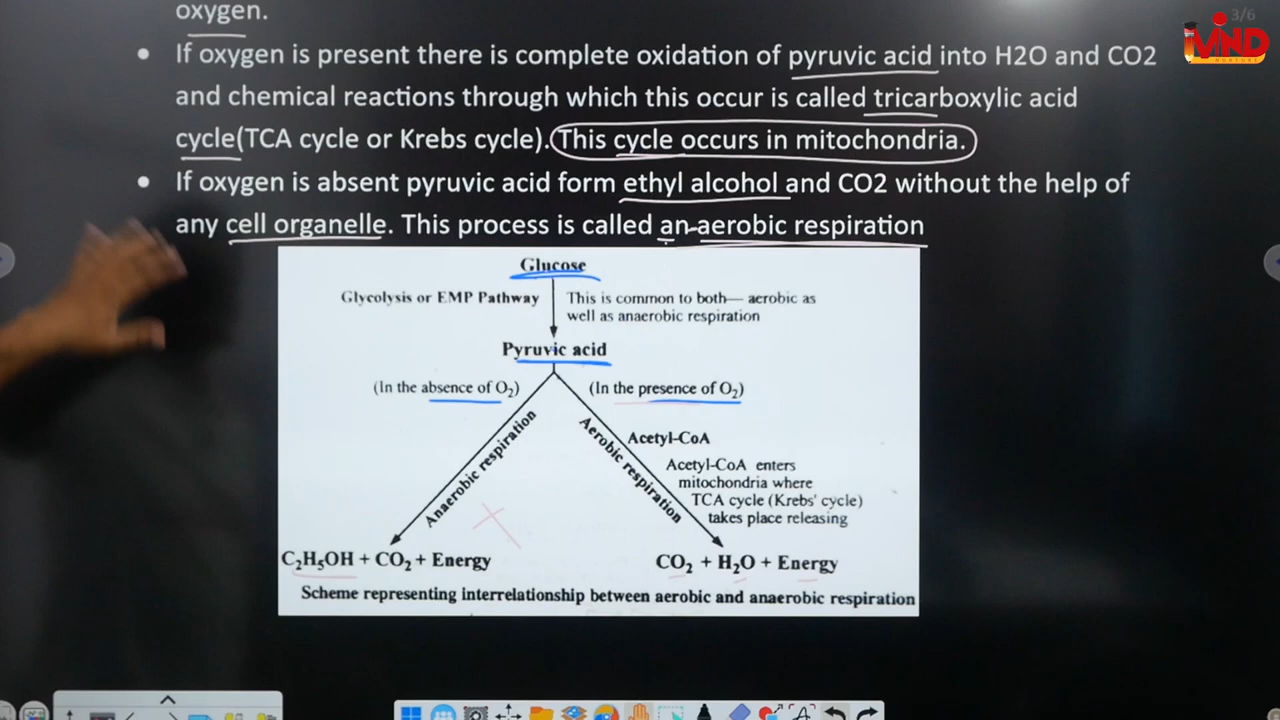 oxygen.
3/6
MIND
NURTURE
• If oxygen is present there is complete oxidation of pyruvic acid into H2O and CO2
and chemical reactions through which this occur is called tricarboxylic acid
cycle(TCA cycle or Krebs cycle).This cycle occurs in mitochondria.
• If oxygen is absent pyruvic acid form ethyl alcohol and CO2 without the help of
any cell organelle. This process is called an-aerobic respiration
Glucose
Glycolysis or EMP Pathway
This is common to both— aerobic as
well as anaerobic respiration
Pyruvic acid
(In the absence of O₂)
(In the presence of O₂)
Anaerobic respiration
Aerobic respiration
Acetyl-CoA
Acetyl-CoA enters
mitochondria where
TCA cycle (Krebs' cycle)
takes place releasing
C₂H₅OH + CO₂ + Energy
CO₂ + H₂O + Energy
Scheme representing interrelationship between aerobic and anaerobic respiration